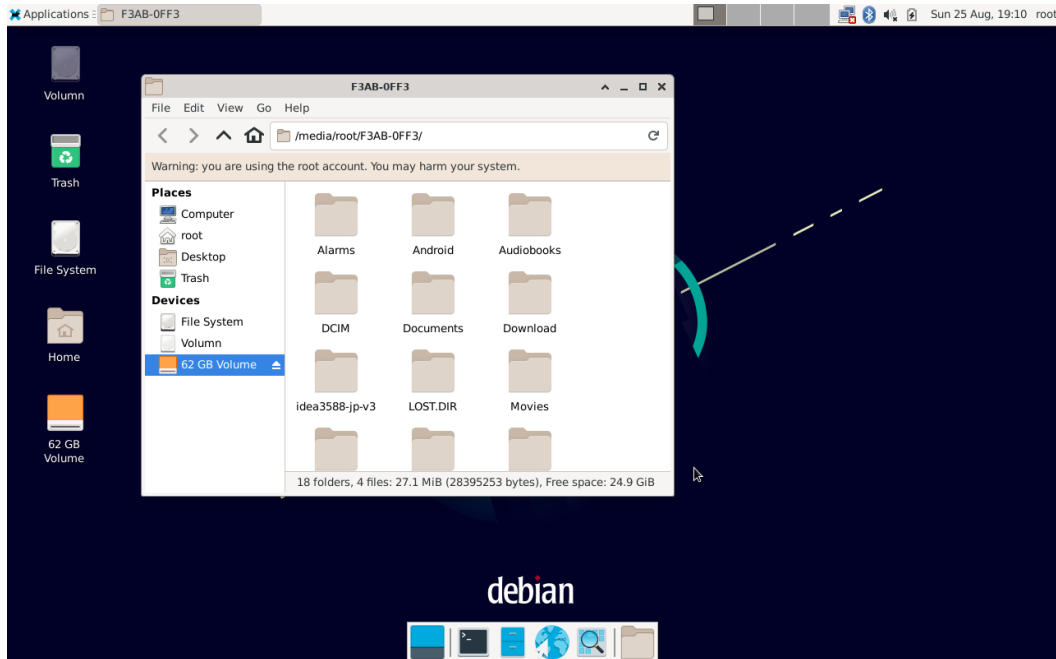 Applications
F3AB-0FF3
Sun 25 Aug, 19:10
root
Volumn
Trash
File System
Home
62 GB
Volume
F3AB-0FF3
File Edit View Go Help
/media/root/F3AB-0FF3/
Warning: you are using the root account. You may harm your system.
Places
Computer
root
Desktop
Trash
Devices
File System
Volumn
62 GB Volume
Alarms
Android
Audiobooks
DCIM
Documents
Download
idea3588-jp-v3
LOST.DIR
Movies
18 folders, 4 files: 27.1 MiB (28395253 bytes), Free space: 24.9 GiB
debian